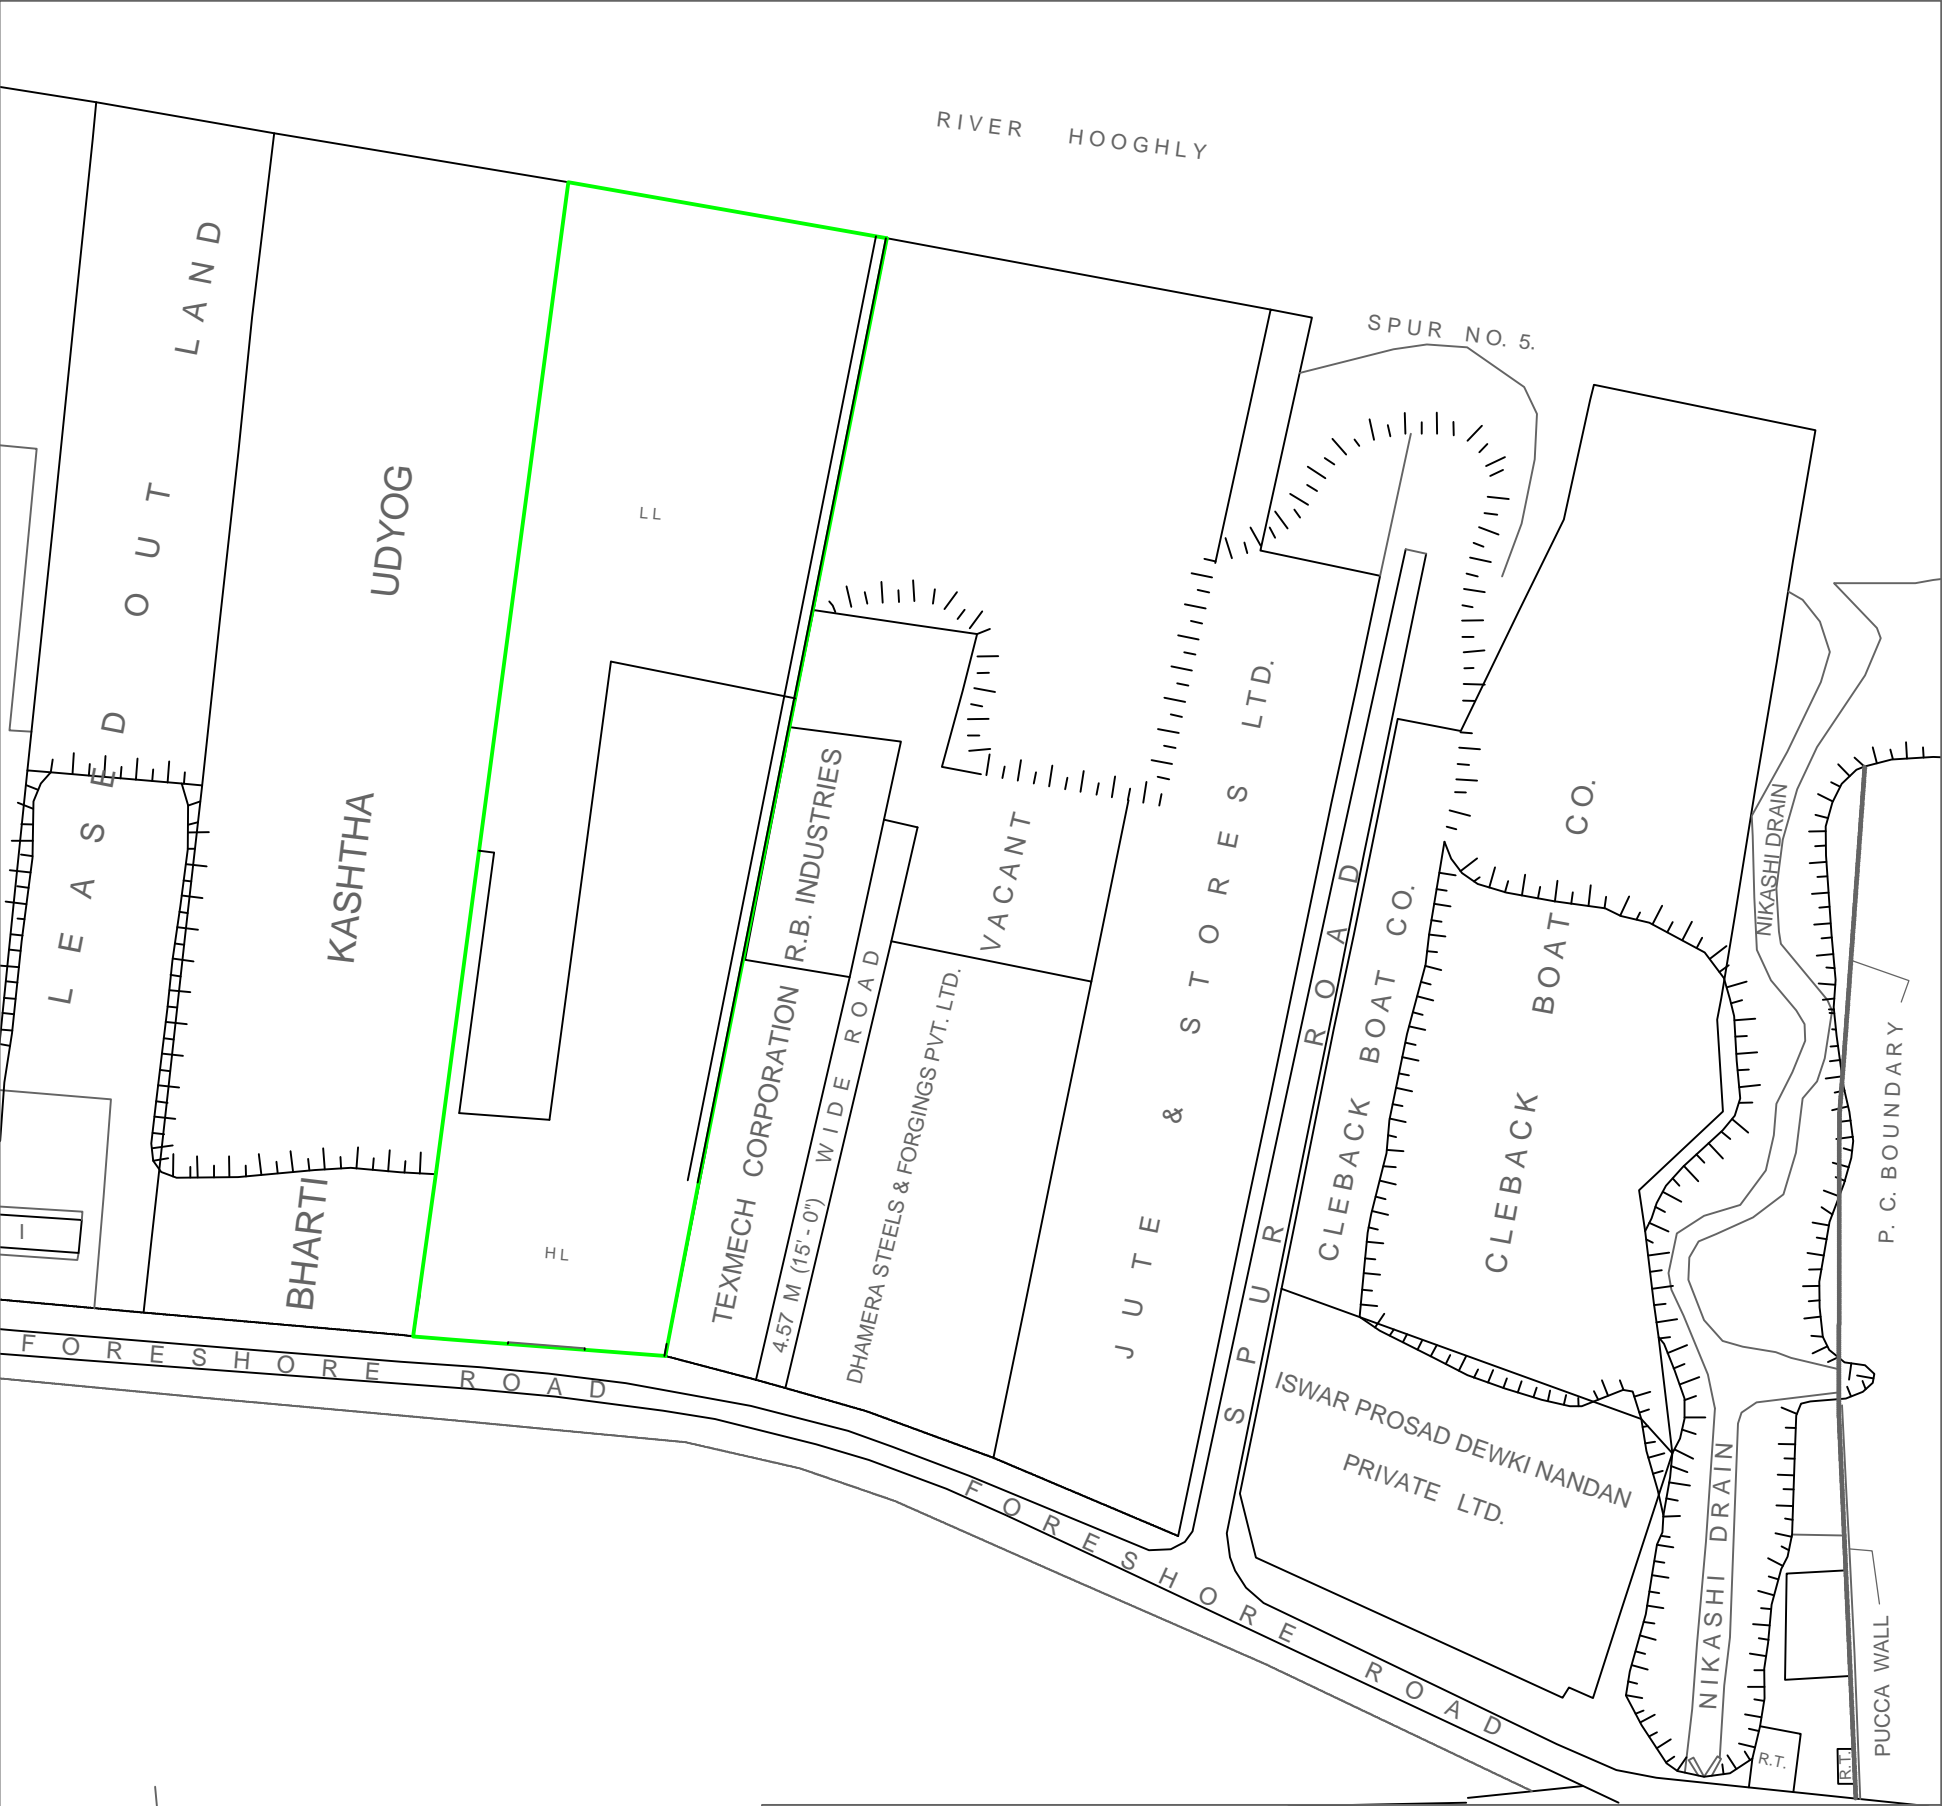 RIVER HOOGHLY
SPUR NO. 5.
LEASED OUT LAND
BHARTI KASHTHA UDYOG
LL
HL
R.B. INDUSTRIES
TEXMECH CORPORATION
4.57 M (15' - 0") WIDE ROAD
VACANT
DHAMERA STEELS & FORGINGS PVT. LTD.
JUTE & STORES LTD.
SPUR ROAD
CLEBACK BOAT CO.
CLEBACK BOAT CO.
NIKASHI DRAIN
P. C. BOUNDARY
I
FORESHORE ROAD
ISWAR PROSAD DEWKI NANDAN
PRIVATE LTD.
FORESHORE ROAD
NIKASHI DRAIN
PUCCA WALL
R.T.
R.T.